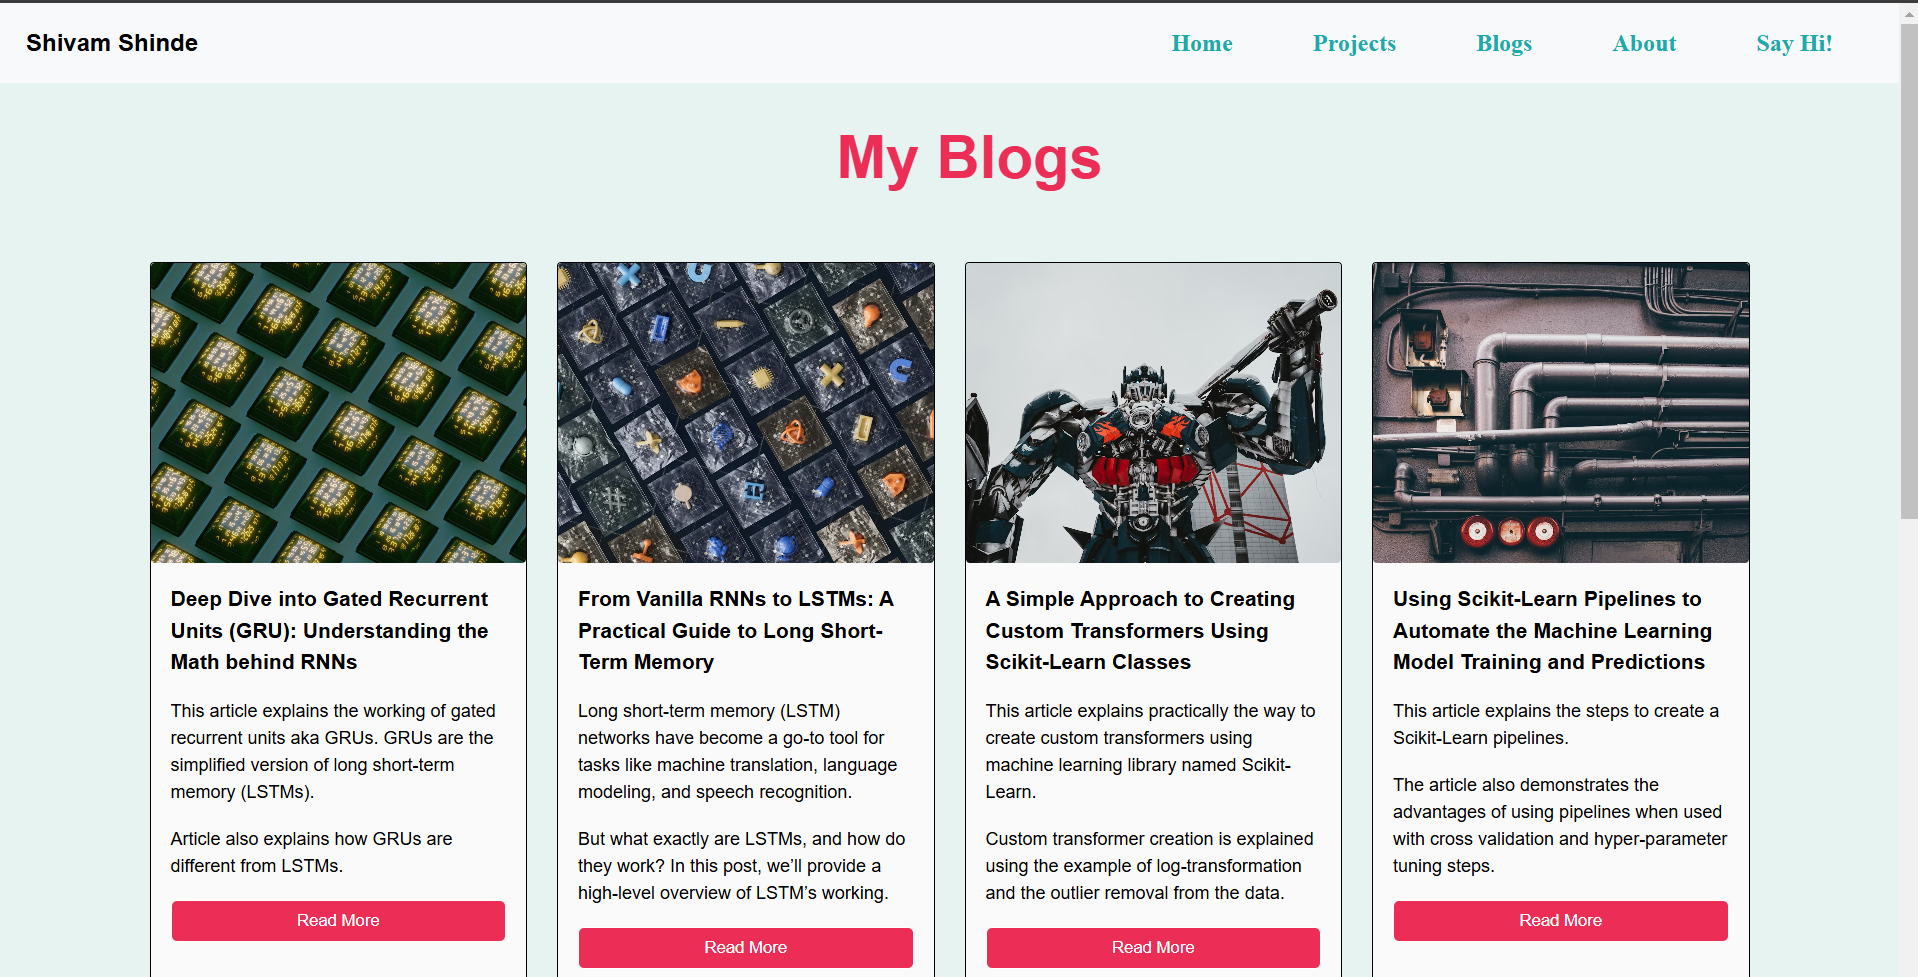 Shivam Shinde
Home
Projects
Blogs
About
Say Hi!
My Blogs
Deep Dive into Gated Recurrent
Units (GRU): Understanding the
Math behind RNNs
This article explains the working of gated
recurrent units aka GRUs. GRUs are the
simplified version of long short-term
memory (LSTMs).
Article also explains how GRUs are
different from LSTMs.
Read More
From Vanilla RNNs to LSTMs: A
Practical Guide to Long Short-
Term Memory
Long short-term memory (LSTM)
networks have become a go-to tool for
tasks like machine translation, language
modeling, and speech recognition.
But what exactly are LSTMs, and how do
they work? In this post, we’ll provide a
high-level overview of LSTM’s working.
Read More
A Simple Approach to Creating
Custom Transformers Using
Scikit-Learn Classes
This article explains practically the way to
create custom transformers using
machine learning library named Scikit-
Learn.
Custom transformer creation is explained
using the example of log-transformation
and the outlier removal from the data.
Read More
Using Scikit-Learn Pipelines to
Automate the Machine Learning
Model Training and Predictions
This article explains the steps to create a
Scikit-Learn pipelines.
The article also demonstrates the
advantages of using pipelines when used
with cross validation and hyper-parameter
tuning steps.
Read More